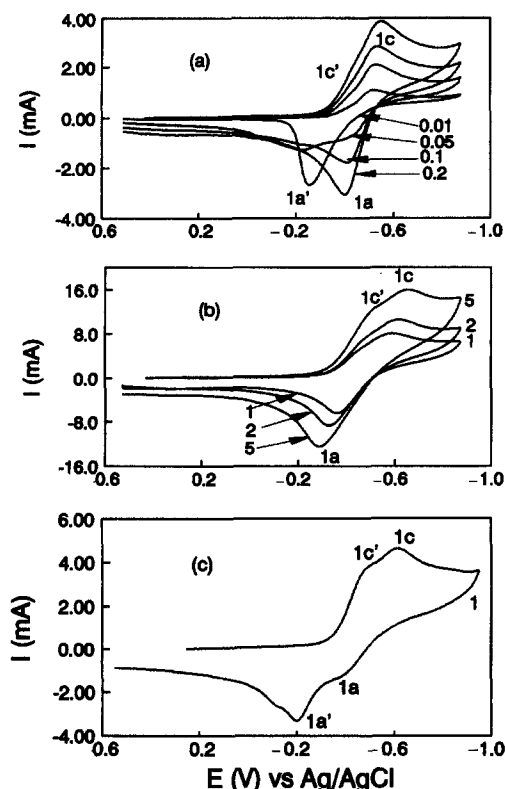 4.00
2.00
0.00
-2.00
-4.00
I (mA)
(a)
1c'
1c
0.01
0.05
0.1
0.2
1a'
1a
0.6
0.2
-0.2
-0.6
-1.0
16.0
8.0
0.0
-8.0
-16.0
I (mA)
(b)
1c'
1c
5
2
1
1
2
5
1a
0.6
0.2
-0.2
-0.6
-1.0
6.00
4.00
2.00
0.00
-2.00
-4.00
I (mA)
(c)
1c'
1c
1
1a
1a'
0.6
0.2
-0.2
-0.6
-1.0
E (V) vs Ag/AgCl